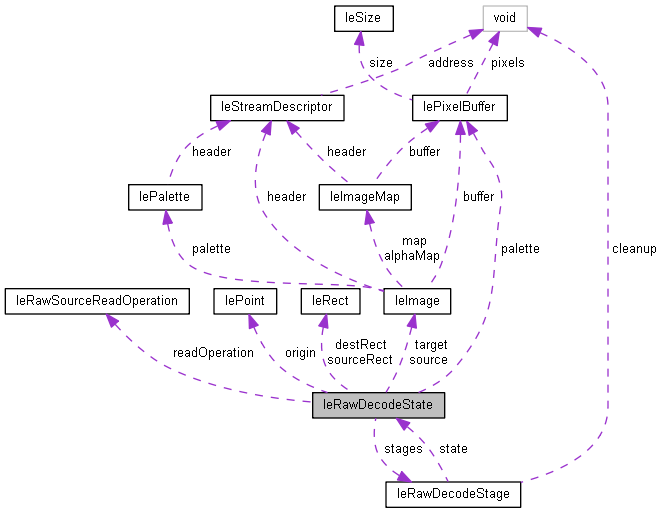 leSize
void
size
address
pixels
leStreamDescriptor
lePixelBuffer
header
header
buffer
lePalette
header
leImageMap
buffer
palette
map
alphaMap
palette
cleanup
leRawSourceReadOperation
lePoint
leRect
leImage
readOperation
origin
destRect
sourceRect
target
source
leRawDecodeState
stages
state
leRawDecodeStage